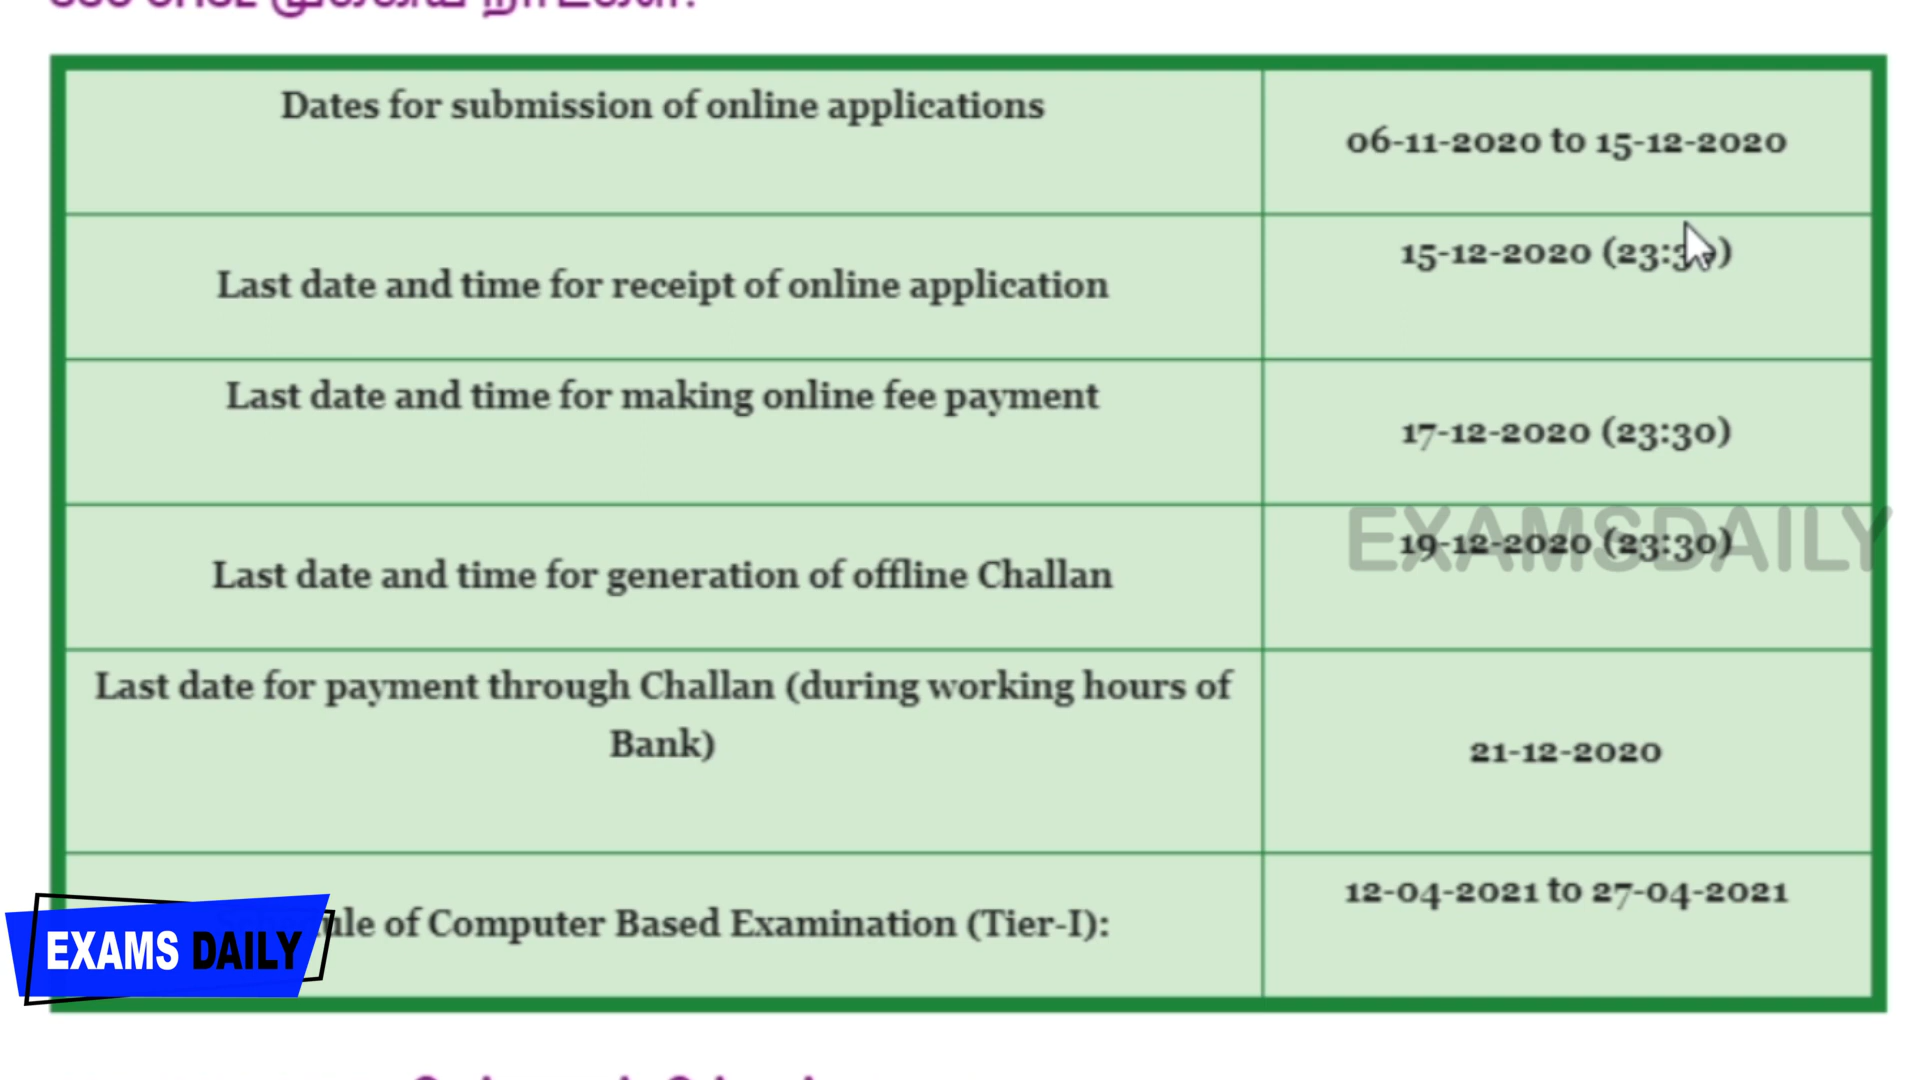 Dates for submission of online applications
06-11-2020 to 15-12-2020
Last date and time for receipt of online application
15-12-2020
Last date and time for making online fee payment
17-12-2020 (23:30)
Last date and time for generation of offline Challan
19-12-2020 (23:30)
EXAMSDAILY
Last date for payment through Challan (during working hours of
Bank)
21-12-2020
of Computer Based Examination (Tier-I):
12-04-2021 to 27-04-2021
EXAMS DAILY